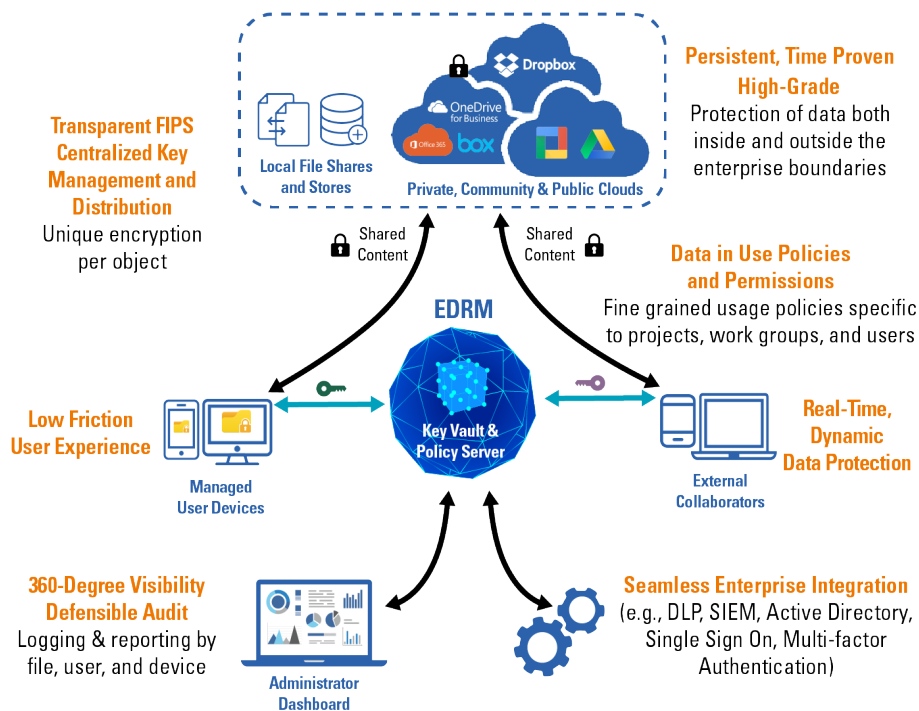 Dropbox
OneDrive
for Business
Office 365
box
Local File Shares
and Stores
Private, Community & Public Clouds
Persistent, Time Proven
High-Grade
Protection of data both
inside and outside the
enterprise boundaries
Transparent FIPS
Centralized Key
Management and
Distribution
Unique encryption
per object
Shared
Content
Shared
Content
Data in Use Policies
and Permissions
Fine grained usage policies specific
to projects, work groups, and users
EDRM
Key Vault &
Policy Server
Low Friction
User Experience
Managed
User Devices
External
Collaborators
Real-Time,
Dynamic
Data Protection
360-Degree Visibility
Defensible Audit
Logging & reporting by
file, user, and device
Administrator
Dashboard
Seamless Enterprise Integration
(e.g., DLP, SIEM, Active Directory,
Single Sign On, Multi-factor
Authentication)